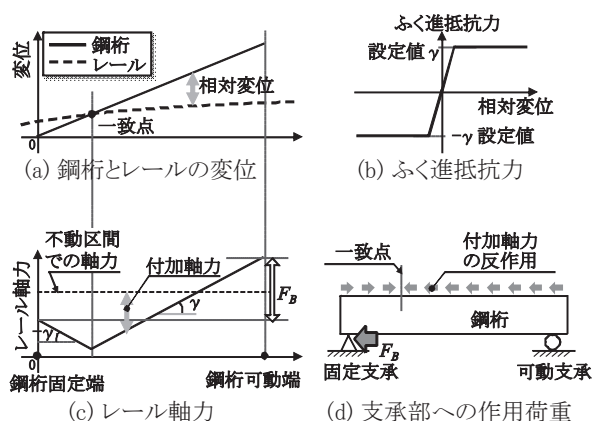 変位
鋼桁
レール
相対変位
一致点
0
(a) 鋼桁とレールの変位
ふく進抵抗力
設定値 γ
相対変位
−γ 設定値
(b) ふく進抵抗力
レール軸力
不動区間
での軸力
付加軸力
F_B
γ
−γ
0
鋼桁固定端
鋼桁可動端
(c) レール軸力
一致点
付加軸力
の反作用
鋼桁
F_B
固定支承
可動支承
(d) 支承部への作用荷重